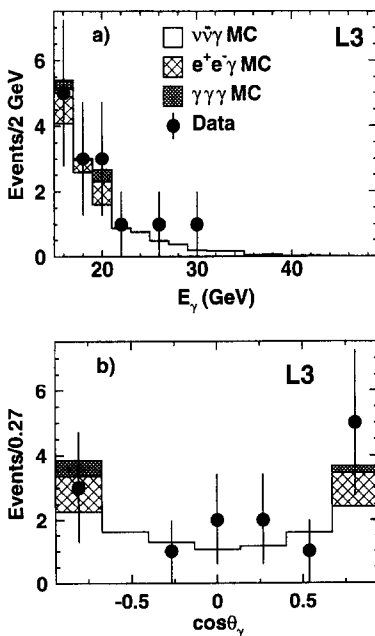 a)
L3
νν̄γ MC
e⁺e⁻γ MC
γγγ MC
Data
Events/2 GeV
6
4
2
0
20
30
40
E_γ (GeV)
b)
L3
Events/0.27
6
4
2
0
-0.5
0
0.5
cosθ_γ